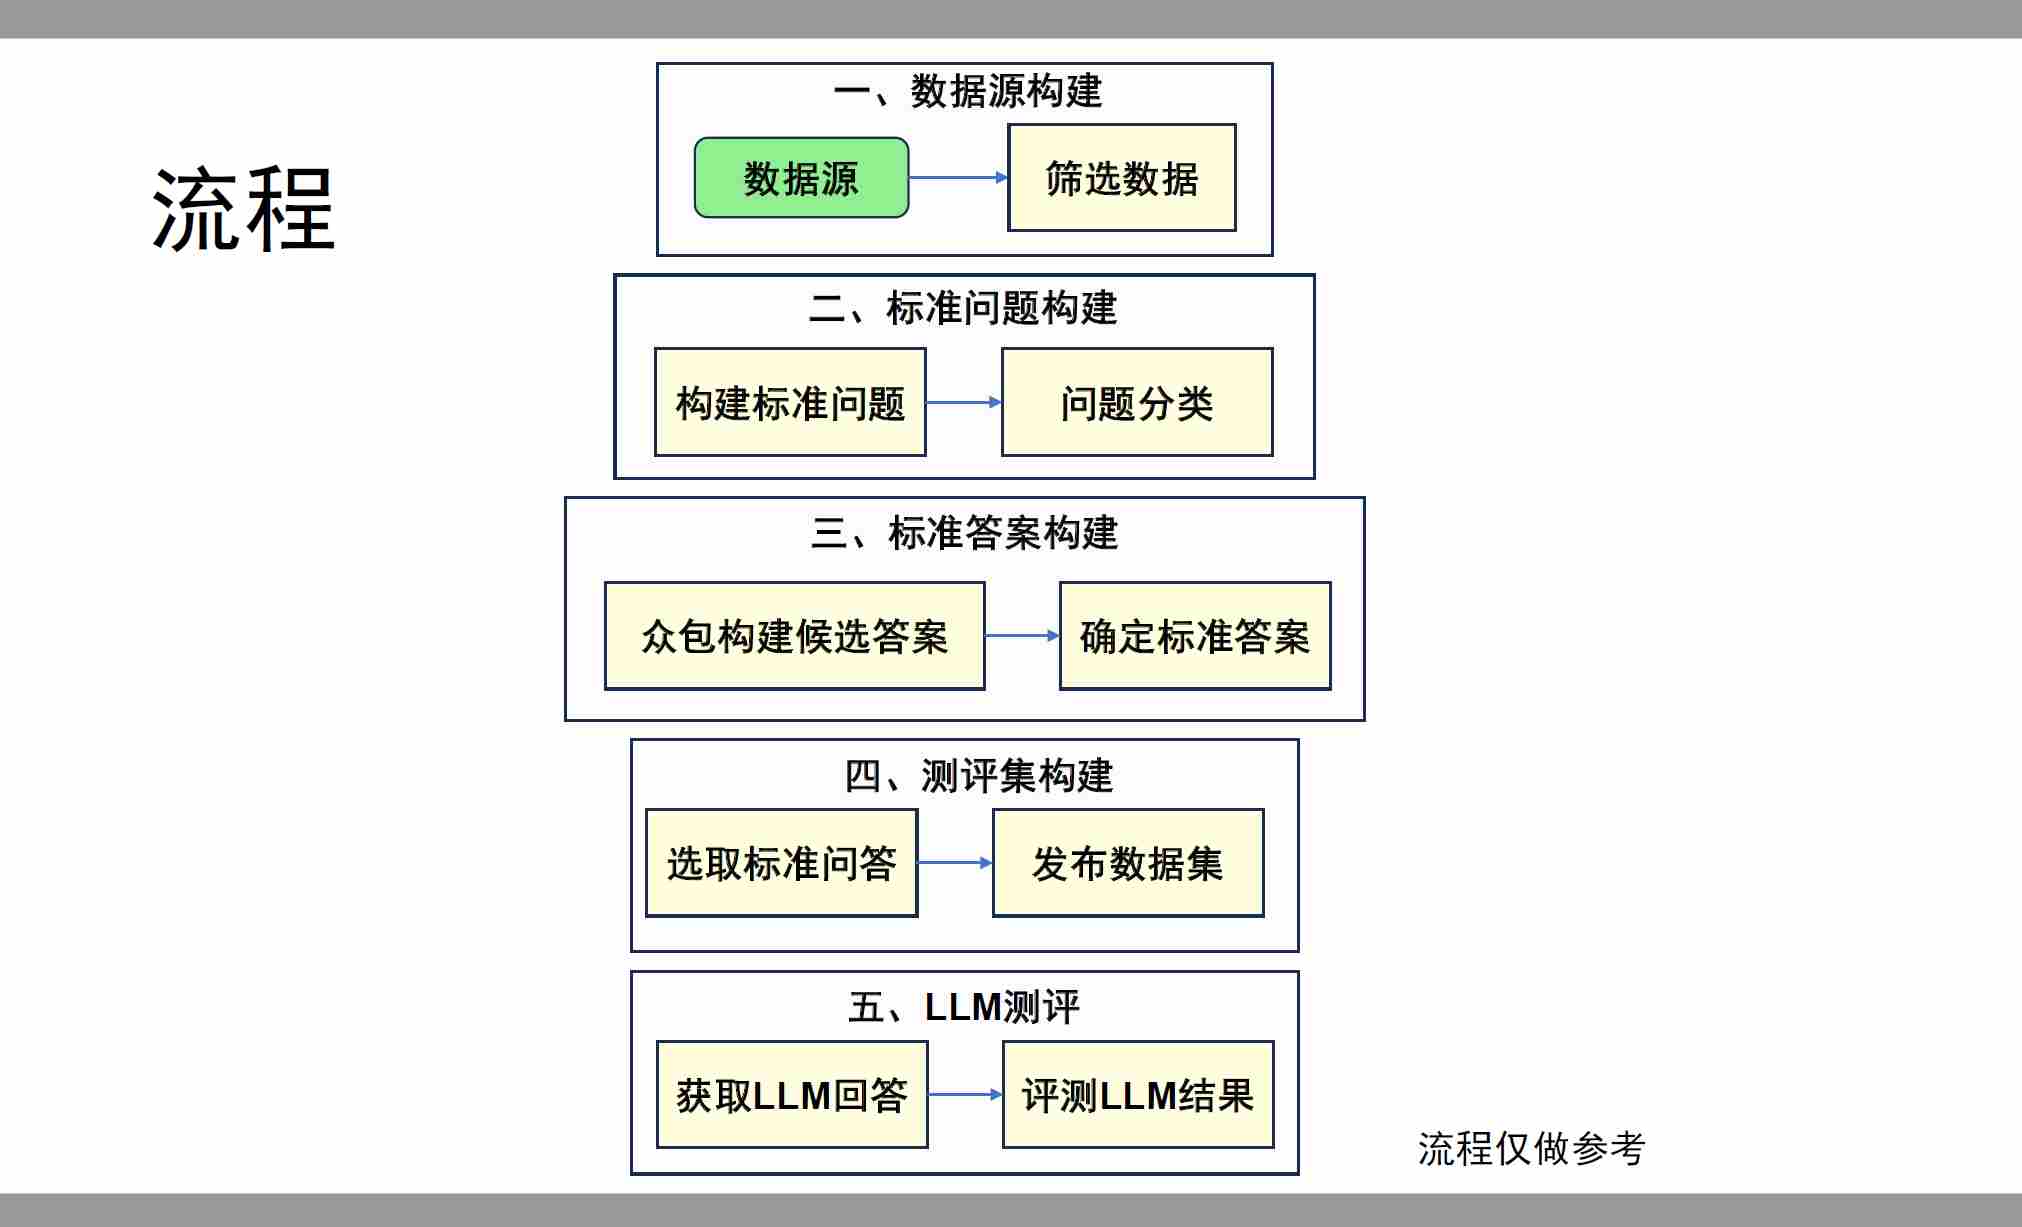 流程
一、数据源构建
数据源
筛选数据
二、标准问题构建
构建标准问题
问题分类
三、标准答案构建
众包构建候选答案
确定标准答案
四、测评集构建
选取标准问答
发布数据集
五、LLM测评
获取LLM回答
评测LLM结果
流程仅做参考